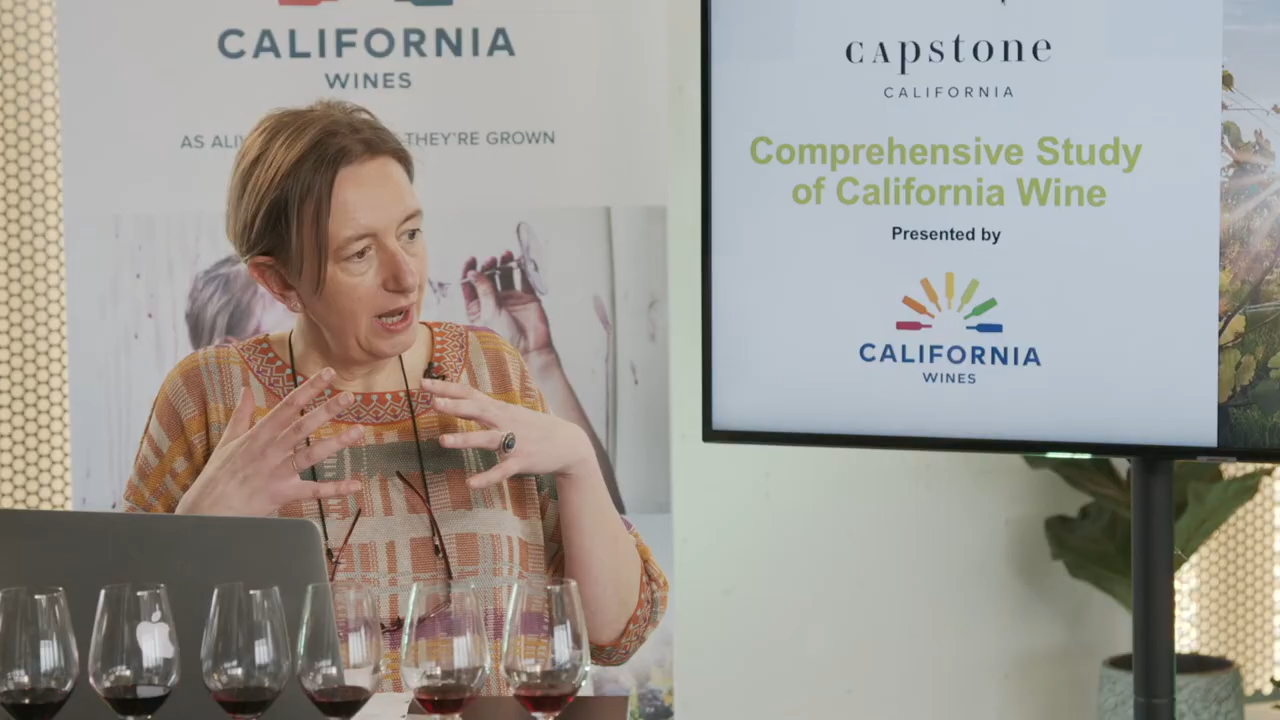 CALIFORNIA
WINES
AS ALI THEY'RE GROWN
capstone
CALIFORNIA
Comprehensive Study
of California Wine
Presented by
CALIFORNIA
WINES